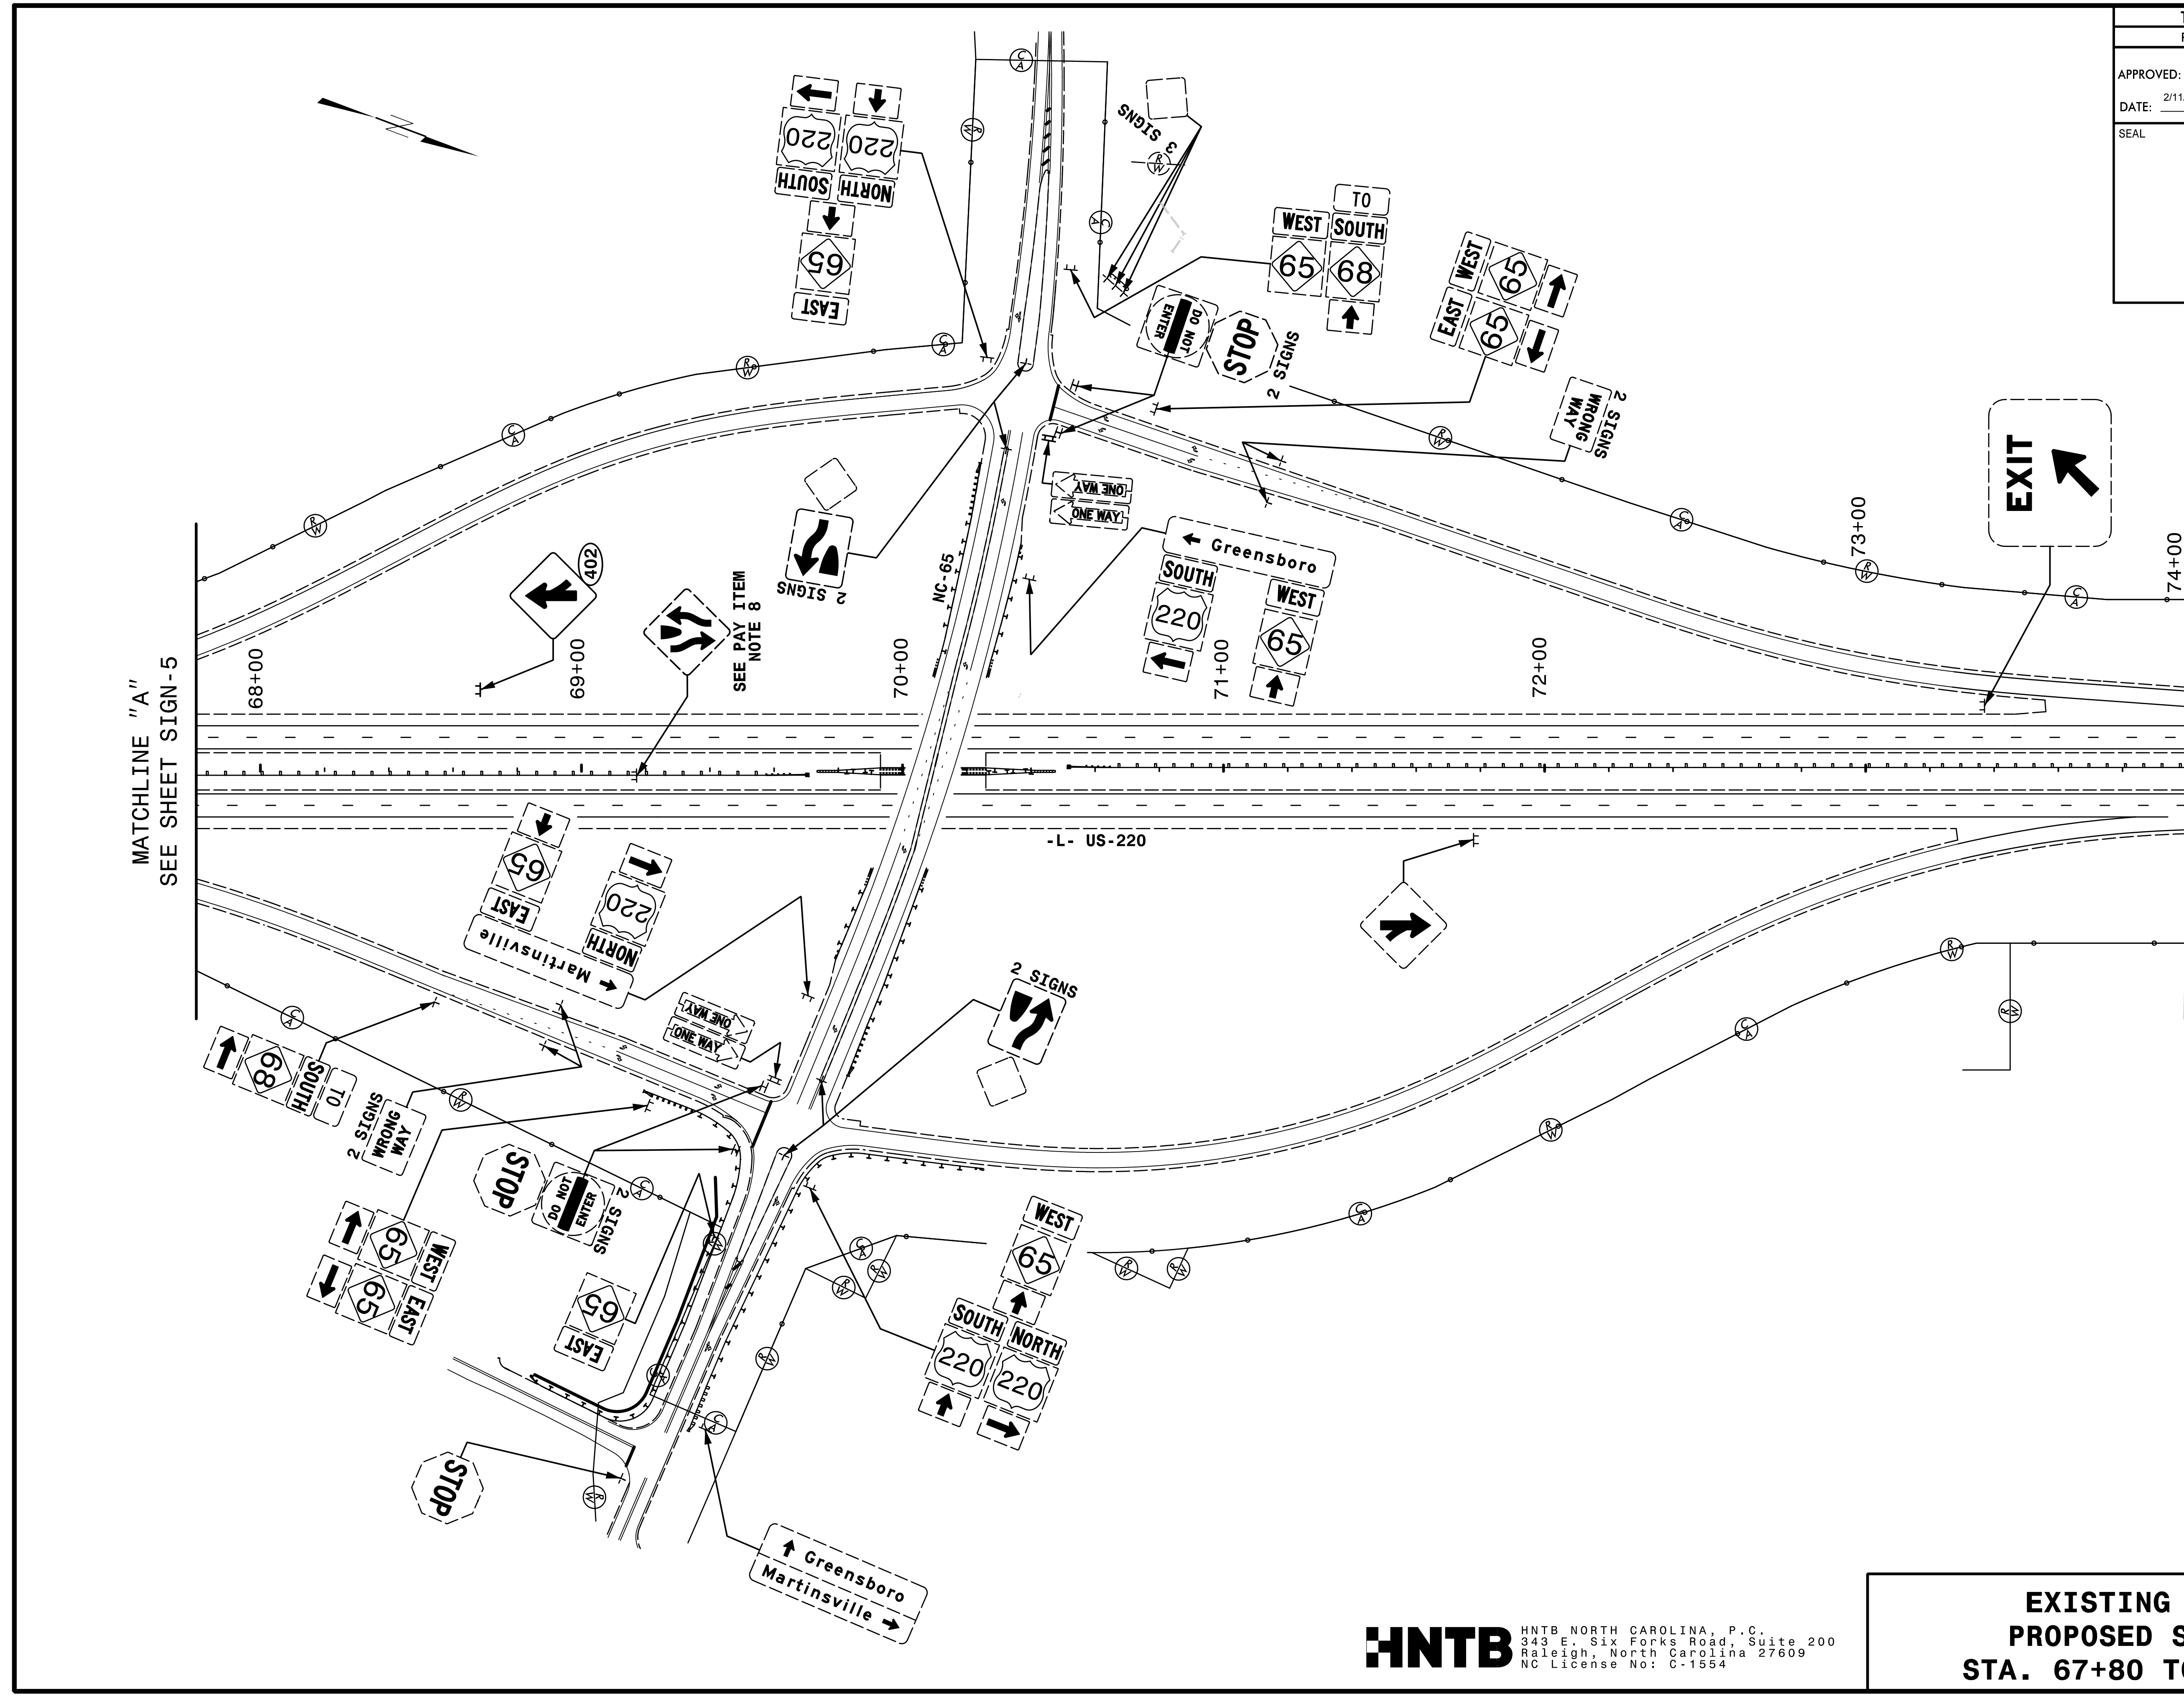 APPROVED:
DATE:
2/11
SEAL
C/A
R/W
220
220
SOUTH
NORTH
65
EAST
3 SIGNS
TO
WEST
SOUTH
65
68
DO NOT
ENTER
STOP
2 SIGNS
WEST
65
EAST
65
WRONG
WAY
2 SIGNS
EXIT
ONE WAY
ONE WAY
← Greensboro
SOUTH
220
WEST
65
2 SIGNS
402
SEE PAY ITEM
NOTE 8
NC-65
MATCHLINE "A"
SEE SHEET SIGN-5
68+00
69+00
70+00
71+00
72+00
73+00
74+00
-L- US-220
65
EAST
220
NORTH
Martinsville →
ONE WAY
ONE WAY
2 SIGNS
68
SOUTH
TO
2 SIGNS
WRONG
WAY
STOP
DO NOT
ENTER
2 SIGNS
65
WEST
65
EAST
65
EAST
WEST
65
SOUTH
220
NORTH
220
STOP
↑ Greensboro
Martinsville →
HNTB
HNTB NORTH CAROLINA, P.C.
343 E. Six Forks Road, Suite 200
Raleigh, North Carolina 27609
NC License No: C-1554
EXISTING
PROPOSED S
STA. 67+80 TO